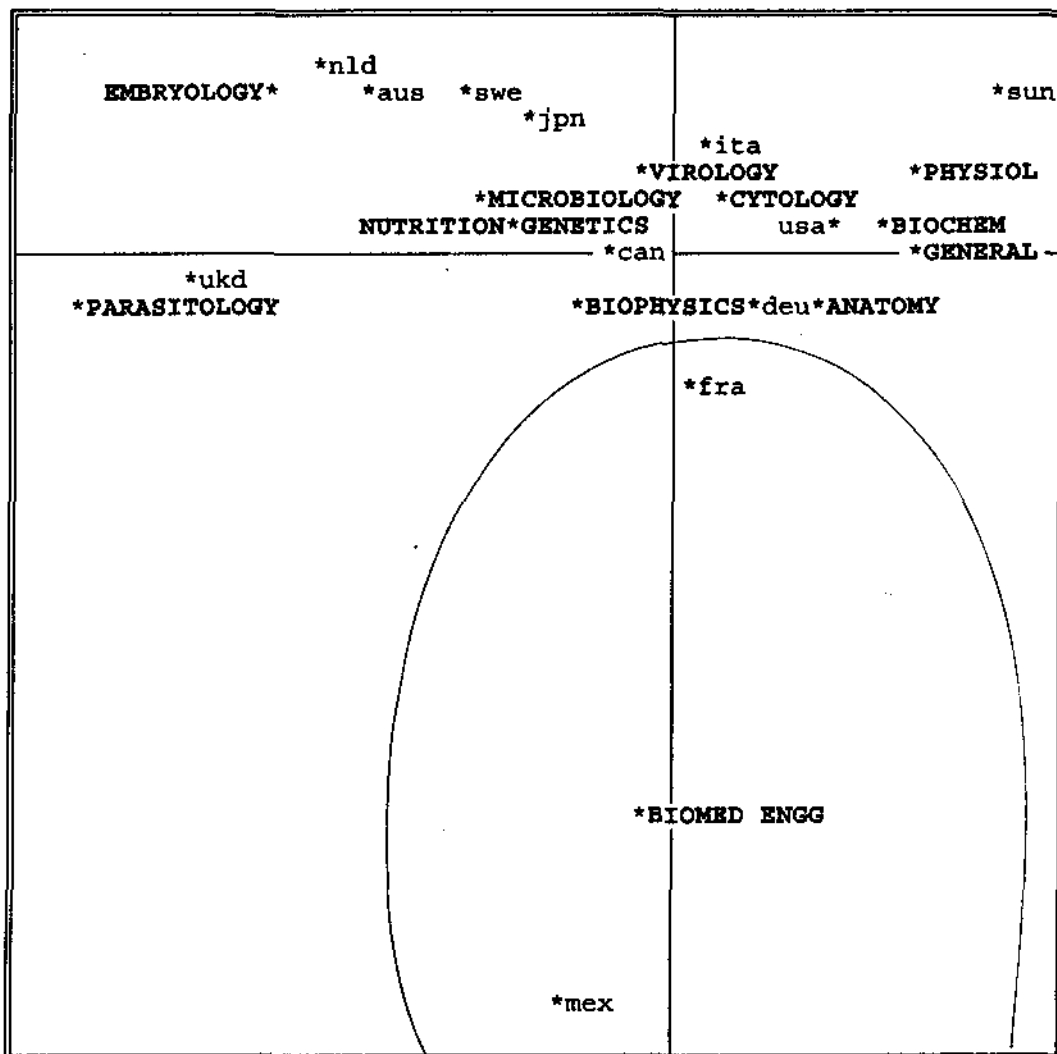 *nld
EMBRYOLOGY* *aus *swe *sun
*jpn
*ita
*VIROLOGY *PHYSIOL
*MICROBIOLOGY *CYTOLOGY
NUTRITION*GENETICS usa* *BIOCHEM
*can *GENERAL
*ukd
*PARASITOLOGY *BIOPHYSICS*deu*ANATOMY
*fra
*BIOMED ENGG
*mex